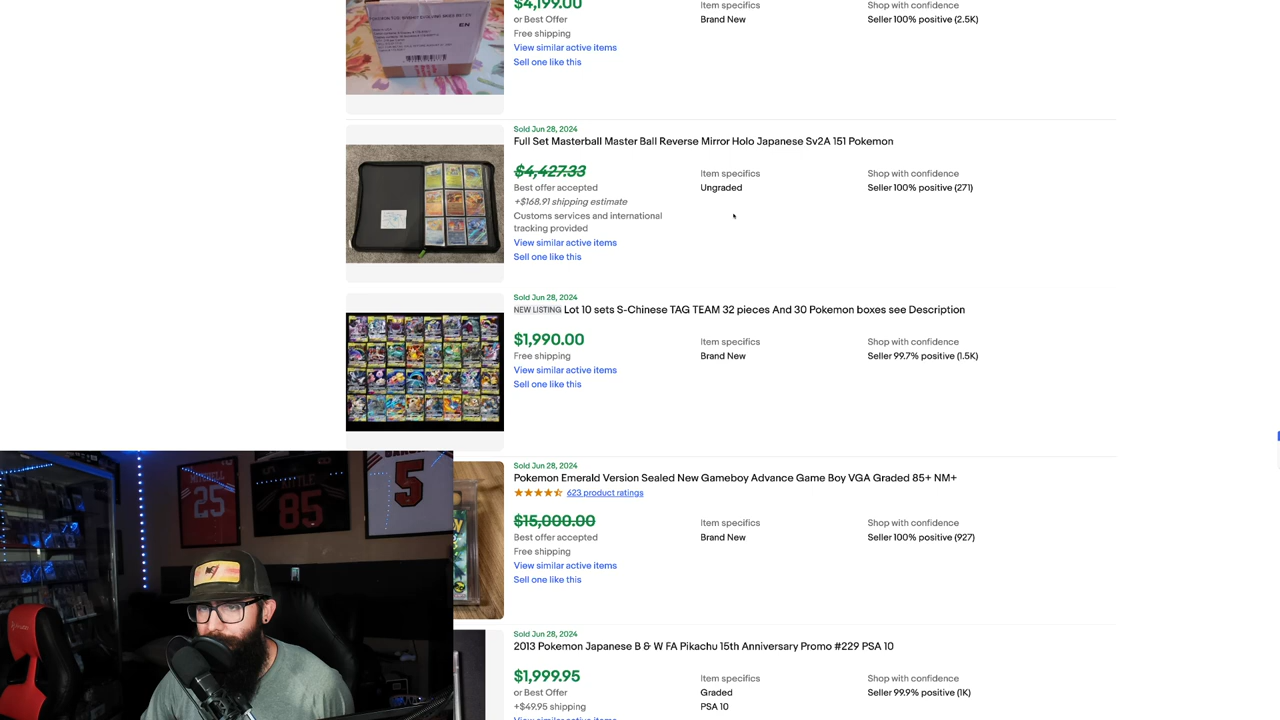 $4,199.00
or Best Offer
Free shipping
View similar active items
Sell one like this
Item specifics
Brand New
Shop with confidence
Seller 100% positive (2.5K)
EN
Sold Jun 28, 2024
Full Set Masterball Master Ball Reverse Mirror Holo Japanese Sv2A 151 Pokemon
$4,427.33
Best offer accepted
+$168.91 shipping estimate
Customs services and international
tracking provided
View similar active items
Sell one like this
Item specifics
Ungraded
Shop with confidence
Seller 100% positive (271)
Sold Jun 28, 2024
NEW LISTING Lot 10 sets S-Chinese TAG TEAM 32 pieces And 30 Pokemon boxes see Description
$1,990.00
Free shipping
View similar active items
Sell one like this
Item specifics
Brand New
Shop with confidence
Seller 99.7% positive (1.5K)
Sold Jun 28, 2024
Pokemon Emerald Version Sealed New Gameboy Advance Game Boy VGA Graded 85+ NM+
623 product ratings
$15,000.00
Best offer accepted
Free shipping
View similar active items
Sell one like this
Item specifics
Brand New
Shop with confidence
Seller 100% positive (927)
Sold Jun 28, 2024
2013 Pokemon Japanese B & W FA Pikachu 15th Anniversary Promo #229 PSA 10
$1,999.95
or Best Offer
+$49.95 shipping
View similar active items
Item specifics
Graded
PSA 10
Shop with confidence
Seller 99.9% positive (1K)
25
85
5